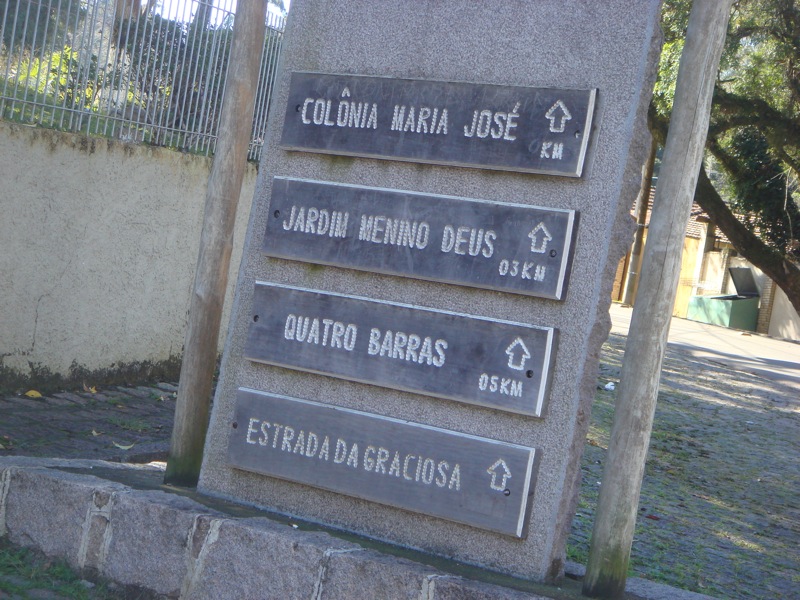 COLÔNIA MARIA JOSÉ
KM
JARDIM MENINO DEUS
03KM
QUATRO BARRAS
05KM
ESTRADA DA GRACIOSA